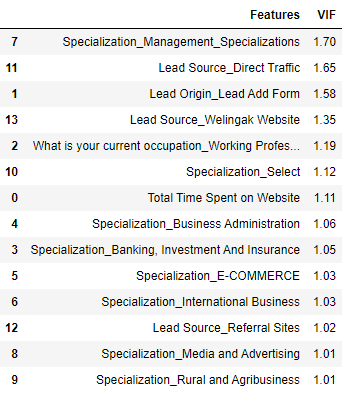 Features VIF
7 Specialization_Management_Specializations 1.70
11 Lead Source_Direct Traffic 1.65
1 Lead Origin_Lead Add Form 1.58
13 Lead Source_Welingak Website 1.35
2 What is your current occupation_Working Profes... 1.19
10 Specialization_Select 1.12
0 Total Time Spent on Website 1.11
4 Specialization_Business Administration 1.06
3 Specialization_Banking, Investment And Insurance 1.05
5 Specialization_E-COMMERCE 1.03
6 Specialization_International Business 1.03
12 Lead Source_Referral Sites 1.02
8 Specialization_Media and Advertising 1.01
9 Specialization_Rural and Agribusiness 1.01